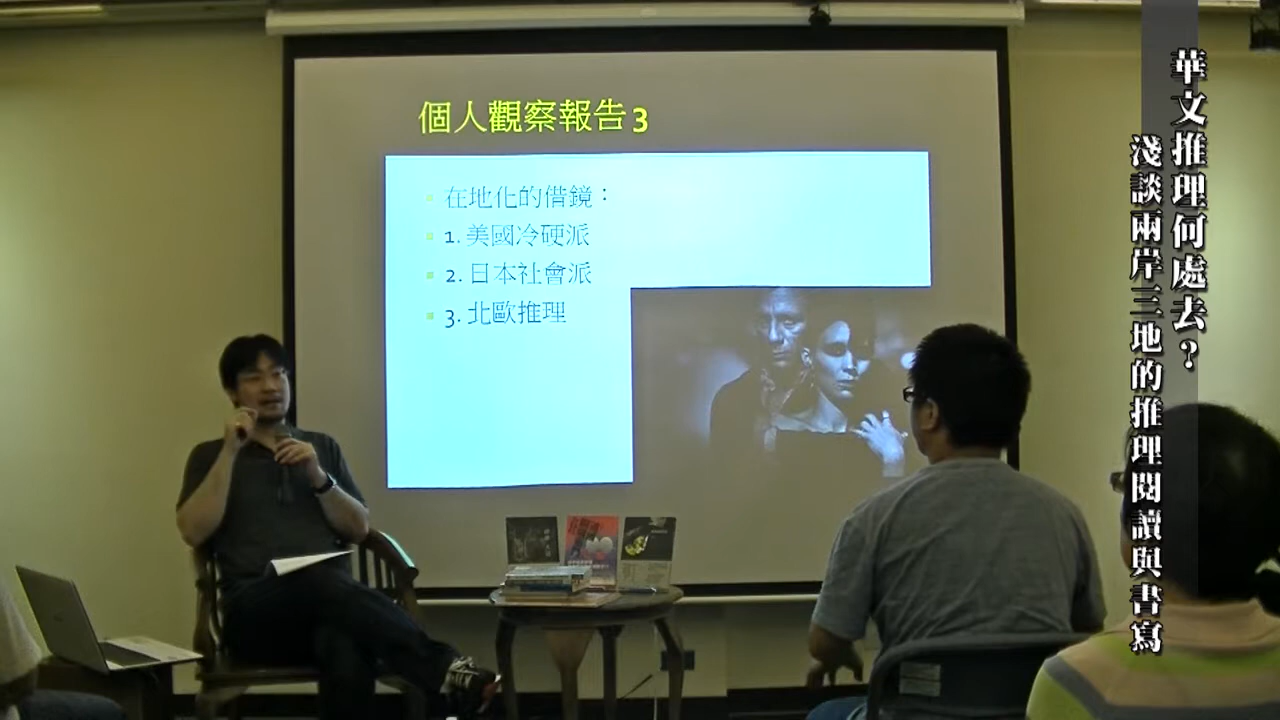 個人觀察報告3
在地化的借鏡：
1. 美國冷硬派
2. 日本社會派
3. 北歐推理
華文推理何處去？
淺談兩岸三地的推理閱讀與書寫